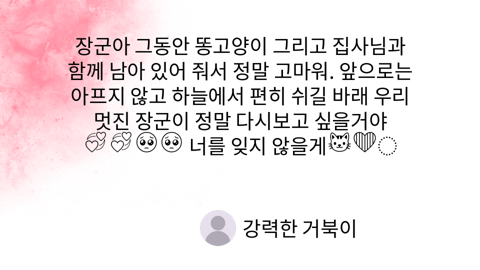 장군아 그동안 똥고양이 그리고 집사님과
함께 남아 있어 줘서 정말 고마워. 앞으로는
아프지 않고 하늘에서 편히 쉬길 바래 우리
멋진 장군이 정말 다시보고 싶을거야
💞💞🥺🥺 너를 잊지 않을게🐱♥️
강력한 거북이